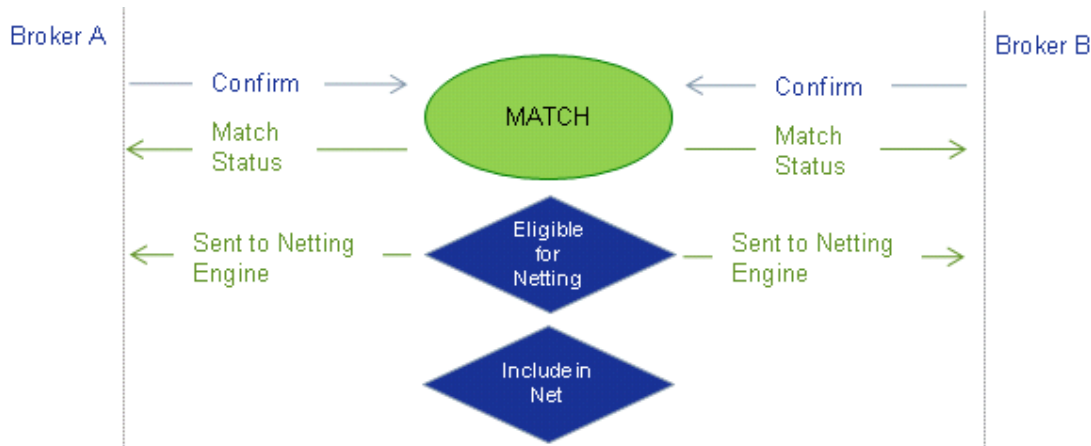 Broker A
Broker B
Confirm
MATCH
Confirm
Match
Status
Match
Status
Sent to Netting
Engine
Eligible
for
Netting
Sent to Netting
Engine
Include in
Net